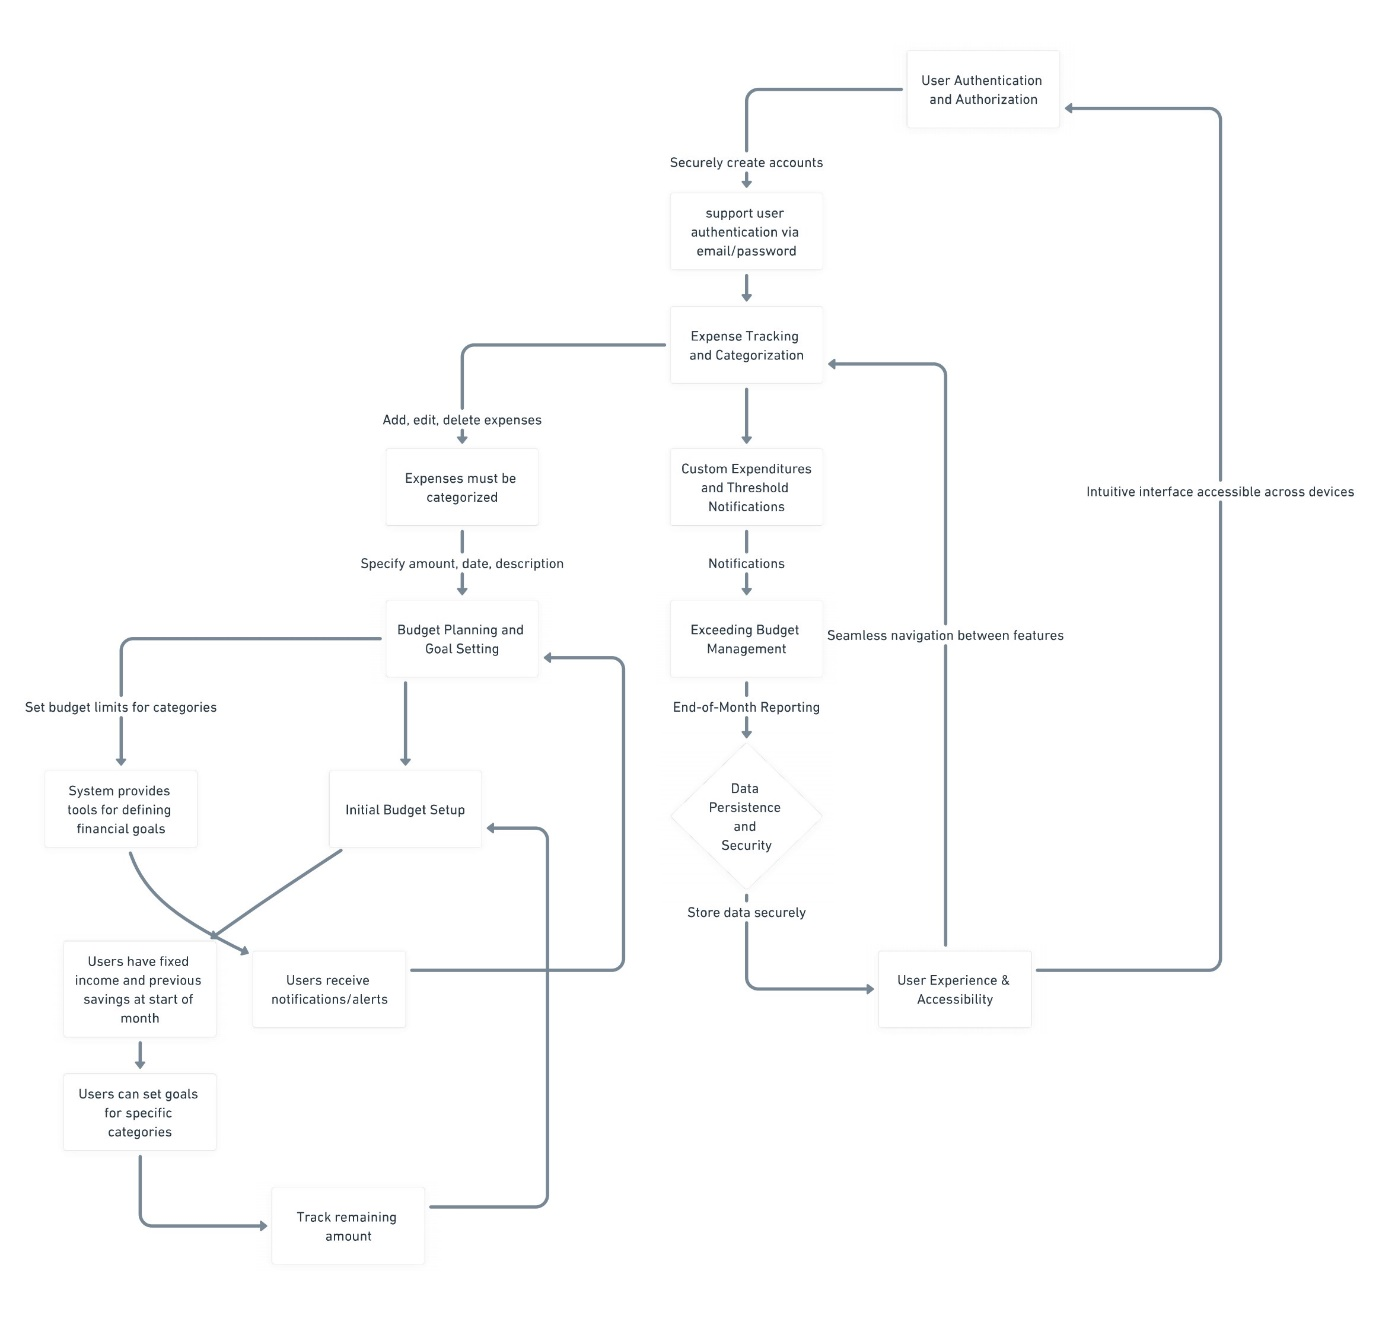 User Authentication
and Authorization
Securely create accounts
support user
authentication via
email/password
Expense Tracking
and Categorization
Add, edit, delete expenses
Expenses must be
categorized
Custom Expenditures
and Threshold
Notifications
Intuitive interface accessible across devices
Specify amount, date, description
Notifications
Budget Planning and
Goal Setting
Exceeding Budget
Management
Seamless navigation between features
Set budget limits for categories
End-of-Month Reporting
System provides
tools for defining
financial goals
Initial Budget Setup
Data
Persistence
and
Security
Store data securely
Users have fixed
income and previous
savings at start of
month
Users receive
notifications/alerts
User Experience &
Accessibility
Users can set goals
for specific
categories
Track remaining
amount